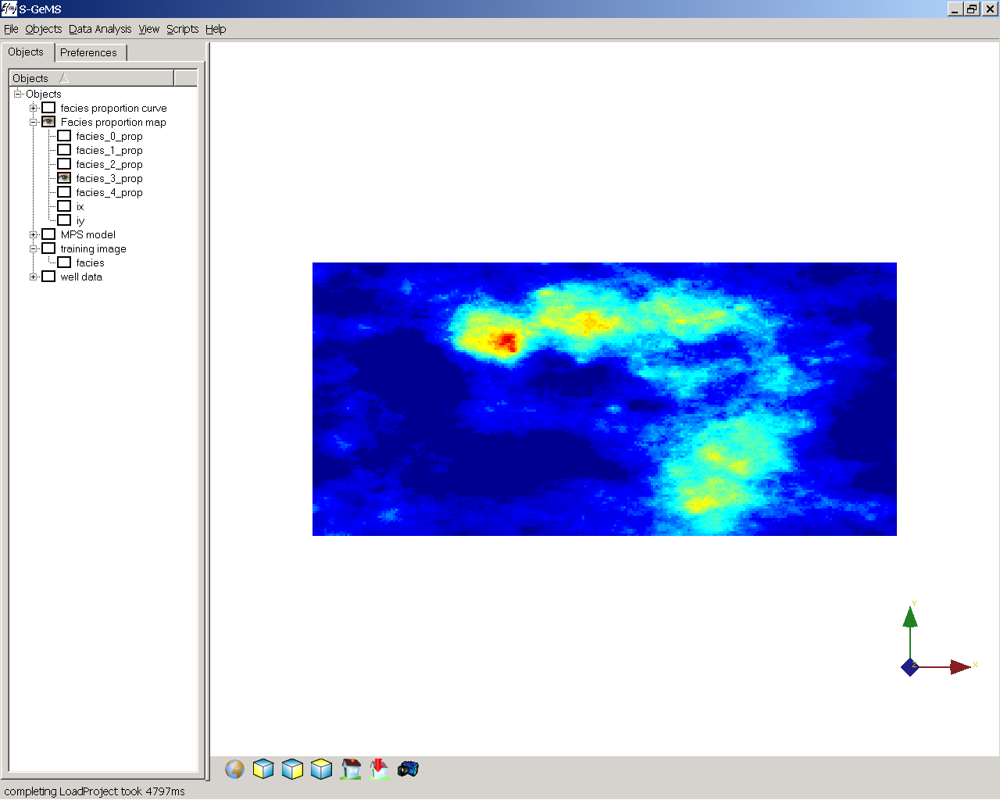 S-GeMS
File Objects Data Analysis View Scripts Help
Objects Preferences
Objects
Objects
facies proportion curve
Facies proportion map
facies_0_prop
facies_1_prop
facies_2_prop
facies_3_prop
facies_4_prop
ix
iy
MPS model
training image
facies
well data
Y
Z X
completing LoadProject took 4797ms